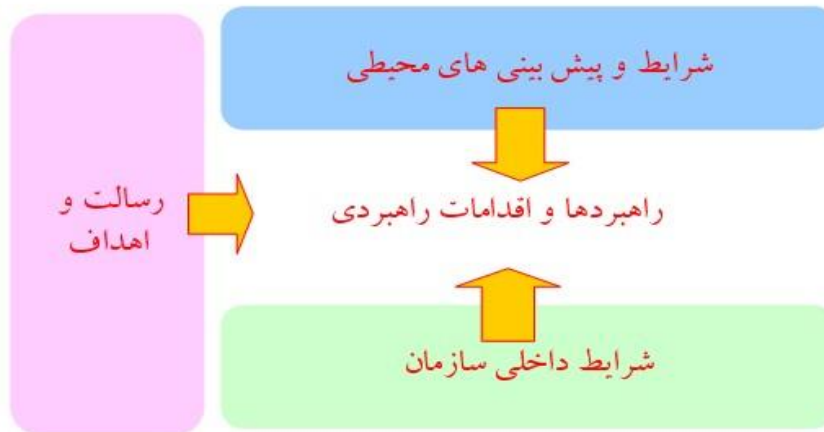 شرایط و پیش بینی های محیطی
رسالت و
اهداف
راهبردها و اقدامات راهبردی
شرایط داخلی سازمان